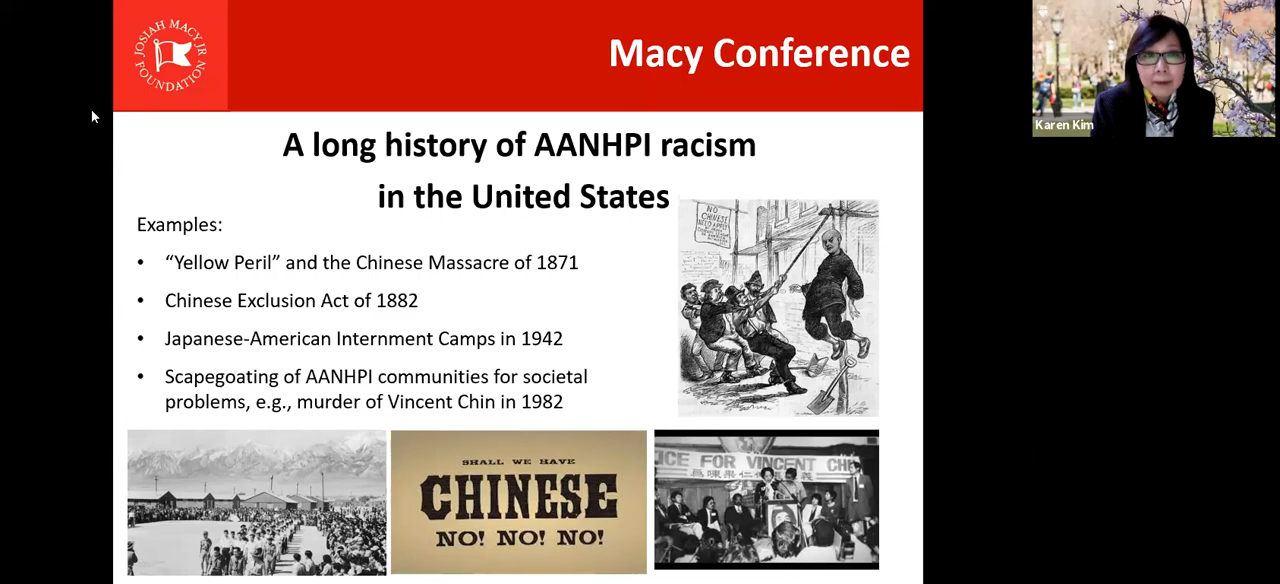 JOSIAH MACY JR
FOUNDATION
Macy Conference
Karen Kim
A long history of AANHPI racism
in the United States
Examples:
• “Yellow Peril” and the Chinese Massacre of 1871
• Chinese Exclusion Act of 1882
• Japanese-American Internment Camps in 1942
• Scapegoating of AANHPI communities for societal
problems, e.g., murder of Vincent Chin in 1982
NO
CHINESE
SHALL WE HAVE
CHINESE
NO! NO! NO!
ICE FOR VINCENT CHI